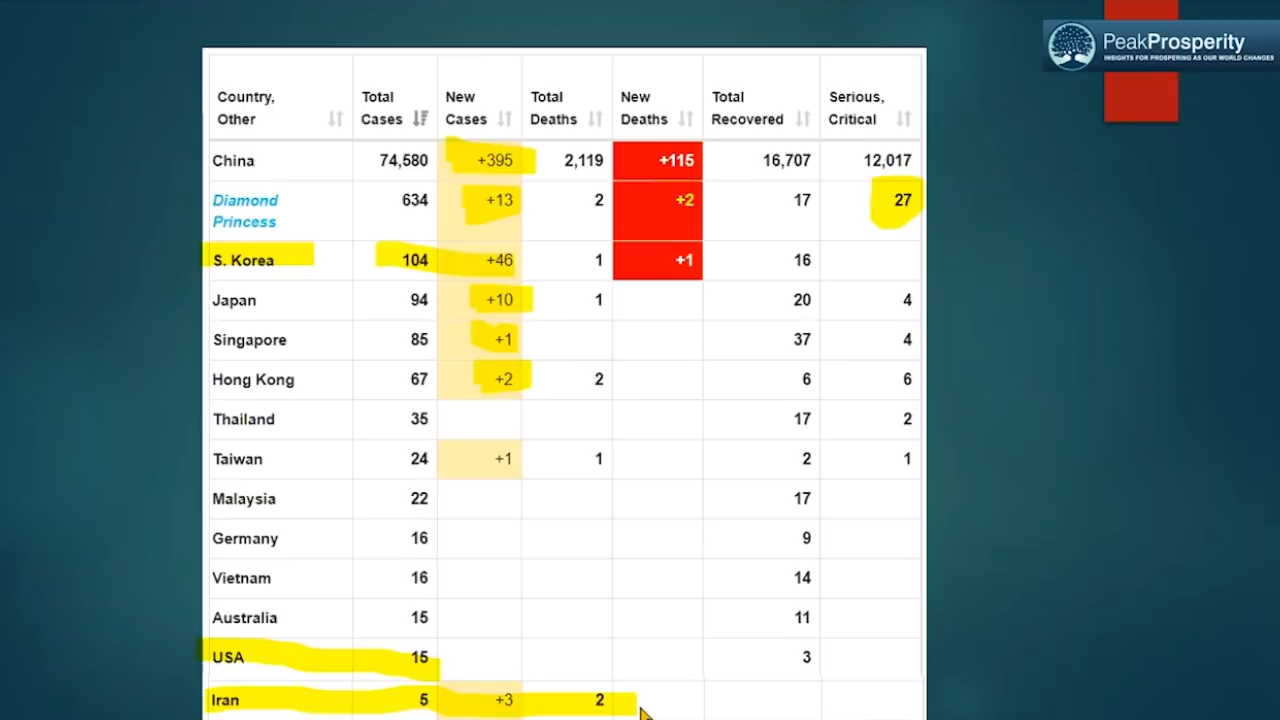 PeakProsperity
INSIGHTS FOR PROSPERING AS OUR WORLD CHANGES
Country, Other Total Cases New Cases Total Deaths New Deaths Total Recovered Serious, Critical
China 74,580 +395 2,119 +115 16,707 12,017
Diamond Princess 634 +13 2 +2 17 27
S. Korea 104 +46 1 +1 16
Japan 94 +10 1 20 4
Singapore 85 +1 37 4
Hong Kong 67 +2 2 6 6
Thailand 35 17 2
Taiwan 24 +1 1 2 1
Malaysia 22 17
Germany 16 9
Vietnam 16 14
Australia 15 11
USA 15 3
Iran 5 +3 2